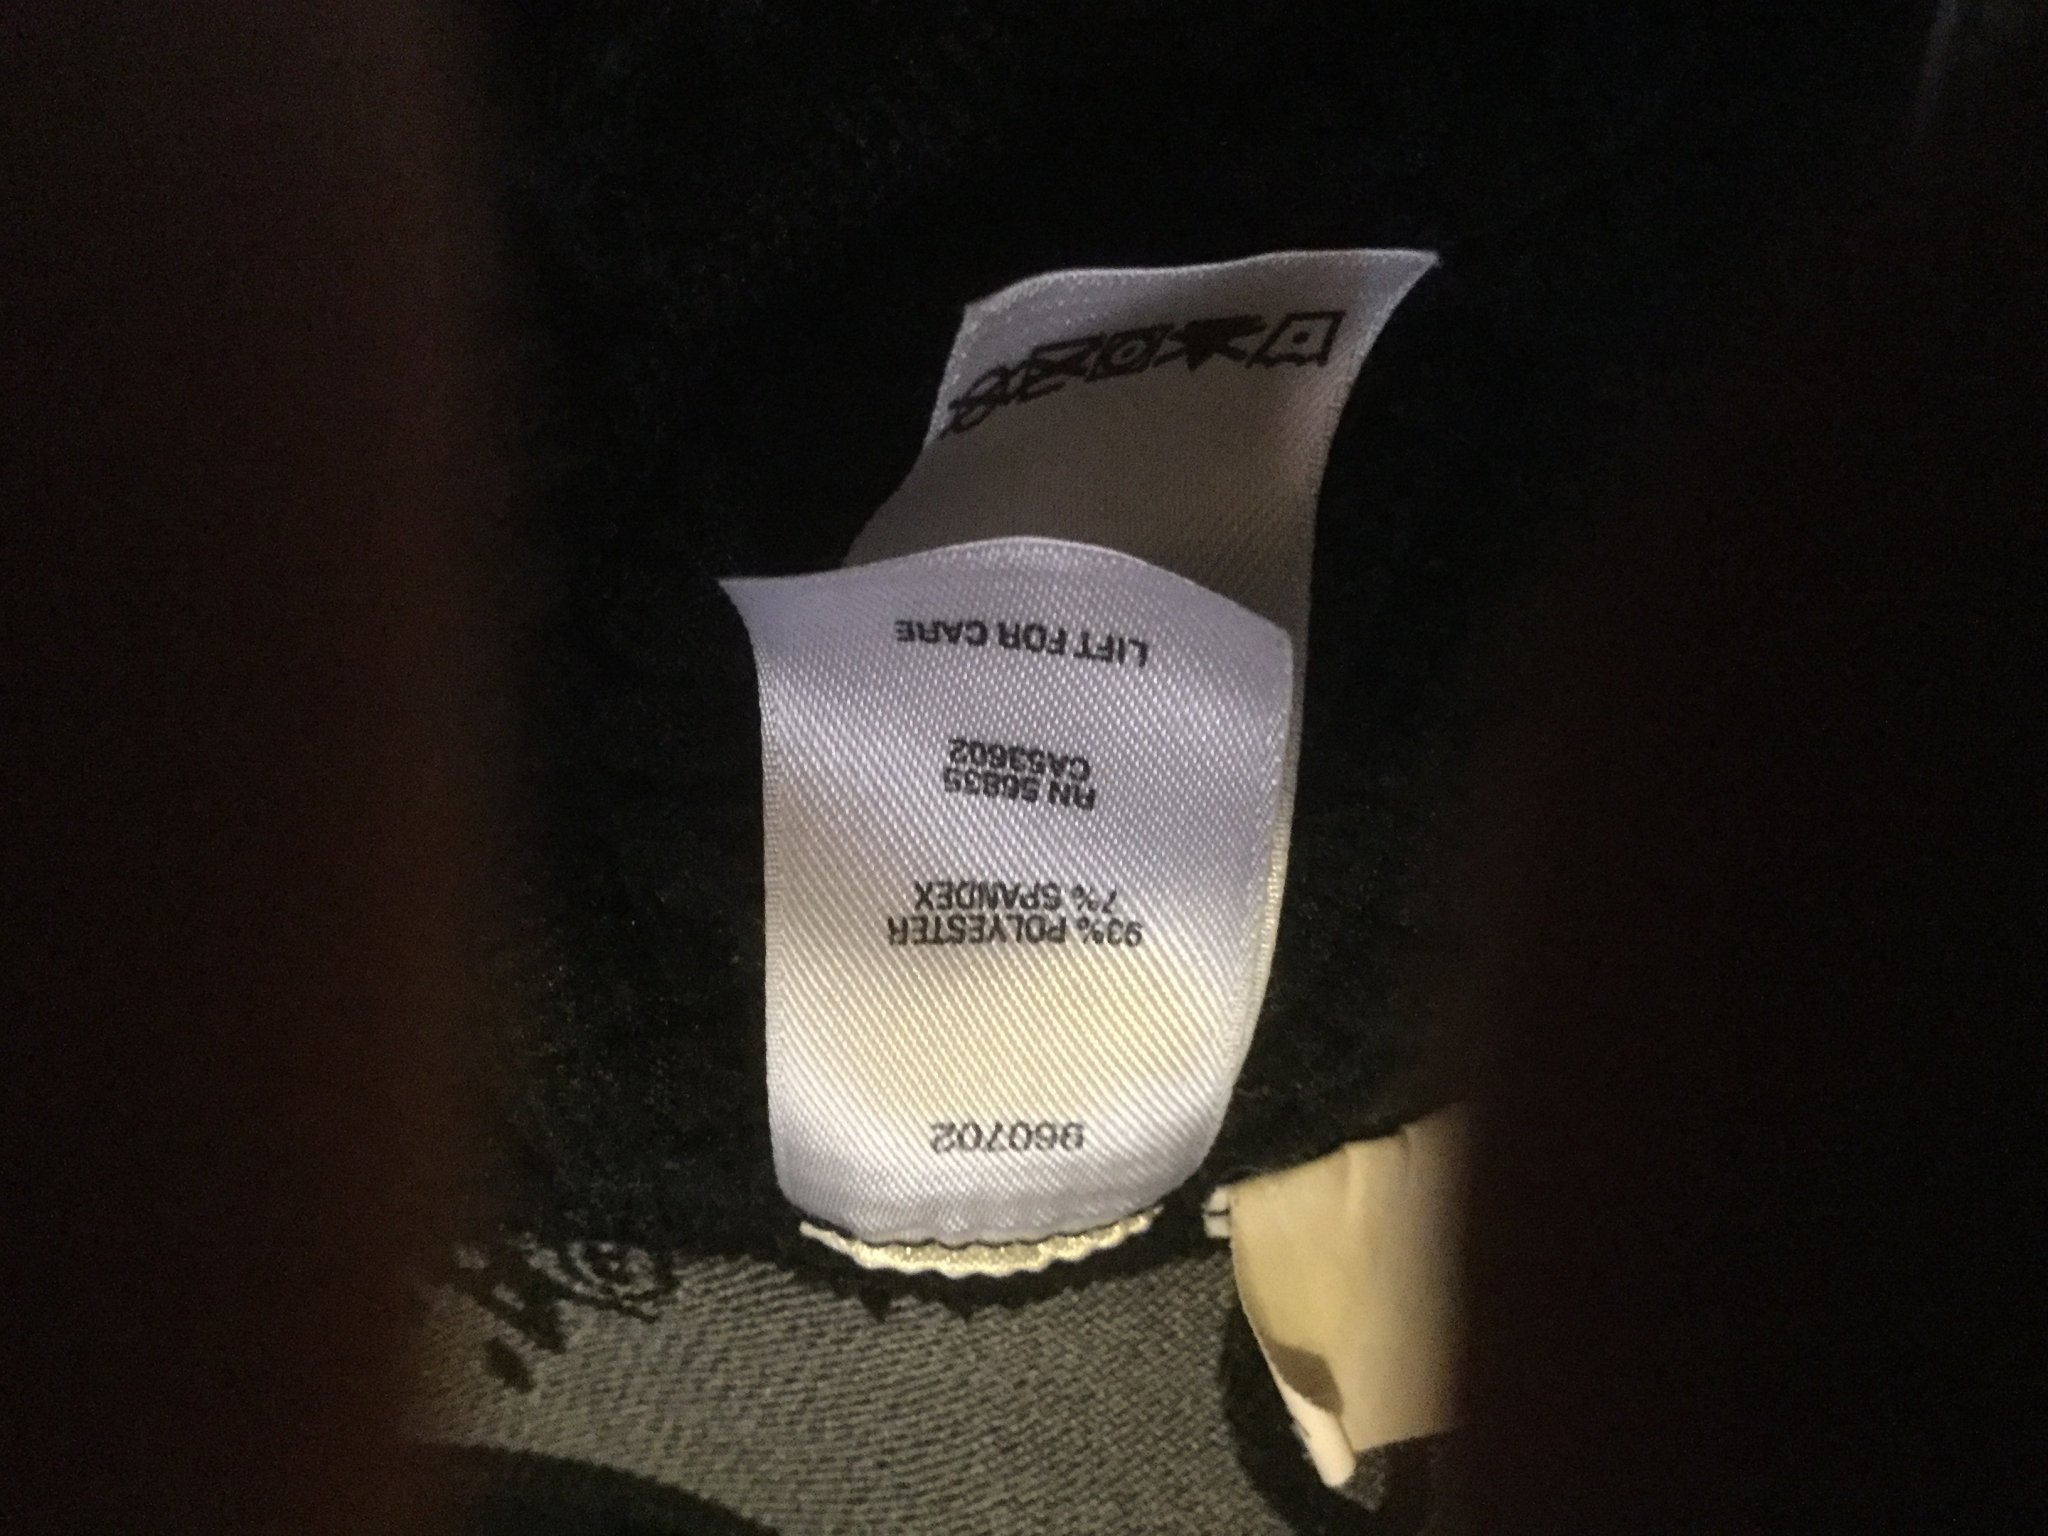 960702
93% POLYESTER
7% SPANDEX
RN 56835
CA53602
LIFT FOR CARE